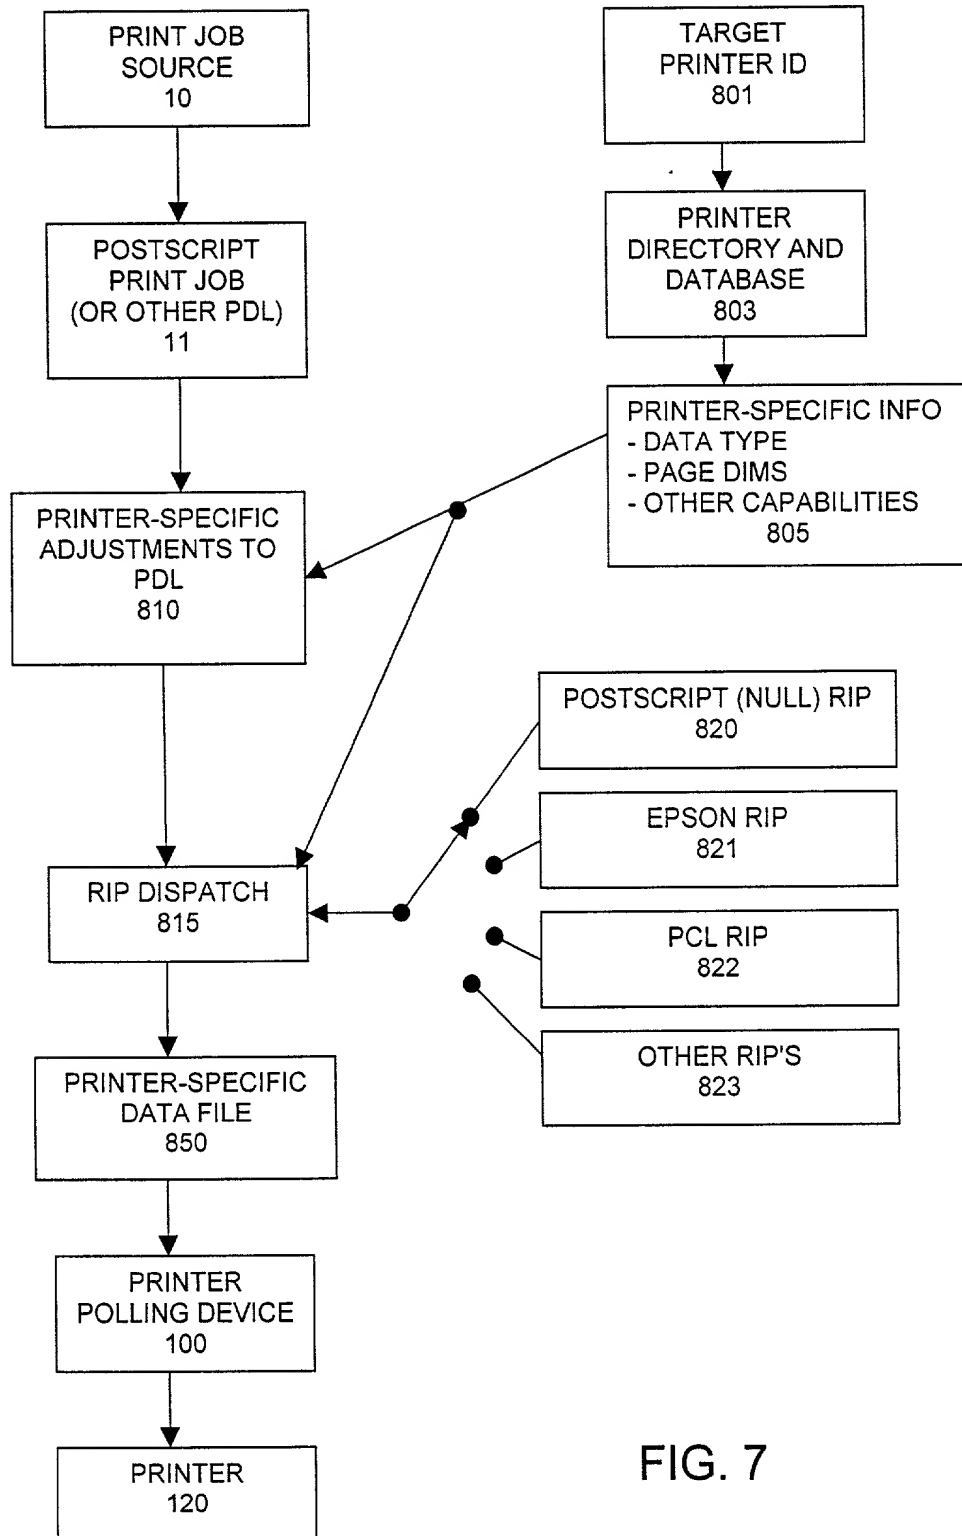 PRINT JOB
SOURCE
10
TARGET
PRINTER ID
801
POSTSCRIPT
PRINT JOB
(OR OTHER PDL)
11
PRINTER
DIRECTORY AND
DATABASE
803
PRINTER-SPECIFIC INFO
- DATA TYPE
- PAGE DIMS
- OTHER CAPABILITIES
805
PRINTER-SPECIFIC
ADJUSTMENTS TO
PDL
810
POSTSCRIPT (NULL) RIP
820
EPSON RIP
821
PCL RIP
822
OTHER RIP'S
823
RIP DISPATCH
815
PRINTER-SPECIFIC
DATA FILE
850
PRINTER
POLLING DEVICE
100
PRINTER
120
FIG. 7